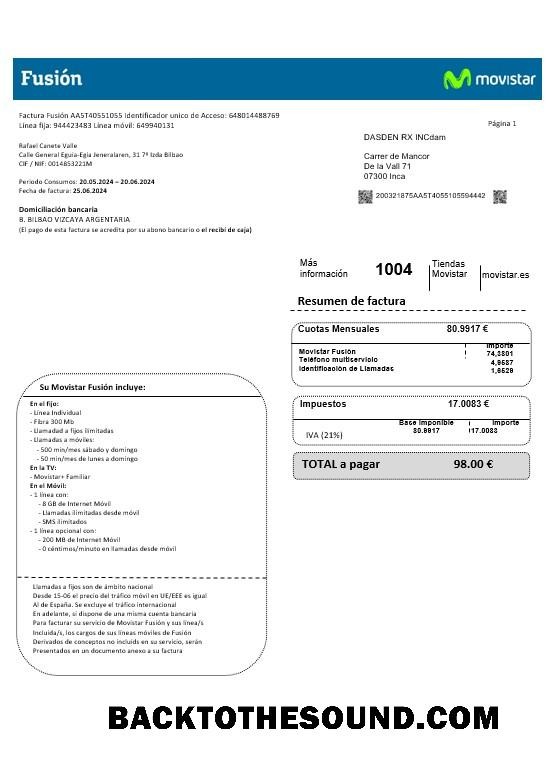 Fusión
movistar
Factura Fusión AA5T40551055 Identificador unico de Acceso: 648014488769
Línea fija: 944423483 Línea móvil: 649940131
Página 1
DASDEN RX INCdam
Rafael Canete Valle
Calle General Eguia-Egia Jeneralaren, 31 7º Izda Bilbao
CIF / NIF: 0014853221M
Carrer de Mancor
De la Vall 71
07300 Inca
Periodo Consumos: 20.05.2024 – 20.06.2024
Fecha de factura: 25.06.2024
200321875AA5T4055105594442
Domiciliación bancaria
B. BILBAO VIZCAYA ARGENTARIA
(El pago de esta factura se acredita por su abono bancario o el recibi de caja)
Más información
1004
Tiendas Movistar
movistar.es
Resumen de factura
Cuotas Mensuales 80.9917 €
Importe
Movistar Fusión 74,3801
Teléfono multiservicio 4,9587
Identificación de Llamadas 1,6529
Impuestos 17.0083 €
Base Imponible Importe
80.9917 17.0083
IVA (21%)
TOTAL a pagar 98.00 €
Su Movistar Fusión incluye:
En el fijo:
- Línea Individual
- Fibra 300 Mb
- Llamadad a fijos ilimitadas
- Llamadas a móviles:
- 500 min/mes sábado y domingo
- 50 min/mes de lunes a domingo
En la TV:
- Movistar+ Familiar
En el Móvil:
- 1 línea con:
- 8 GB de Internet Móvil
- Llamadas ilimitadas desde móvil
- SMS ilimitados
- 1 línea opcional con:
- 200 MB de Internet Móvil
- 0 céntimos/minuto en llamadas desde móvil
Llamadas a fijos son de ámbito nacional
Desde 15-06 el precio del tráfico móvil en UE/EEE es igual
Al de España. Se excluye el tráfico internacional
En adelante, si dispone de una misma cuenta bancaria
Para facturar su servicio de Movistar Fusión y sus línea/s
Incluida/s, los cargos de sus líneas móviles de Fusión
Derivados de conceptos no incluids en su servicio, serán
Presentados en un documento anexo a su factura
BACKTOTHESOUND.COM